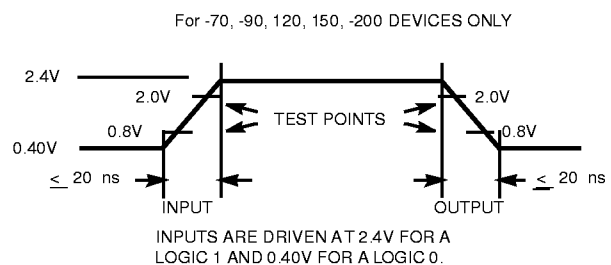 For -70, -90, 120, 150, -200 DEVICES ONLY
2.4V
2.0V
2.0V
TEST POINTS
0.8V
0.8V
0.40V
< 20 ns
< 20 ns
INPUT
OUTPUT
INPUTS ARE DRIVEN AT 2.4V FOR A
LOGIC 1 AND 0.40V FOR A LOGIC 0.